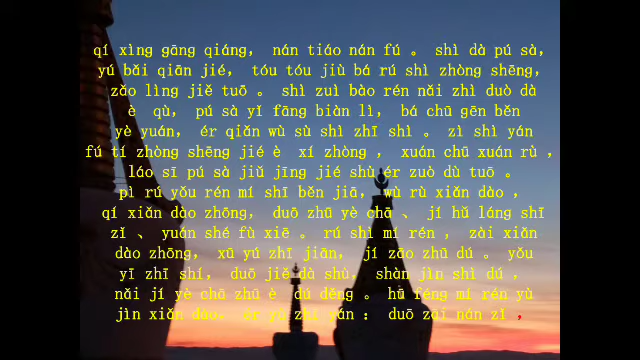 qí xìng gāng qiáng， nán tiáo nán fú 。 shì dà pú sà，
yú bǎi qiān jié， tóu tóu jiù bá rú shì zhòng shēng，
zǎo lìng jiě tuō 。 shì zuì bào rén nǎi zhì duò dà
è qù， pú sà yǐ fāng biàn lì， bá chū gēn běn
yè yuán， ér qiǎn wù sù shì zhī shì 。 zì shì yán
fú tí zhòng shēng jié è xí zhòng ， xuán chū xuán rù ，
láo sī pú sà jiǔ jīng jié shù ér zuò dù tuō 。
pì rú yǒu rén mí shī běn jiā， wù rù xiǎn dào ，
qí xiǎn dào zhōng， duō zhū yè chā 、 jí hǔ láng shī
zǐ 、 yuán shé fù xiē 。 rú shì mí rén ， zài xiǎn
dào zhōng， xū yú zhī jiān， jí zāo zhū dú 。 yǒu
yī zhī shí， duō jiě dà shù， shàn jìn shì dú ，
nǎi jí yè chā zhū è dú děng 。 hū féng mí rén yù
jìn xiǎn dào， ér yǔ zhī yán ： duō zāi nán zǐ ，